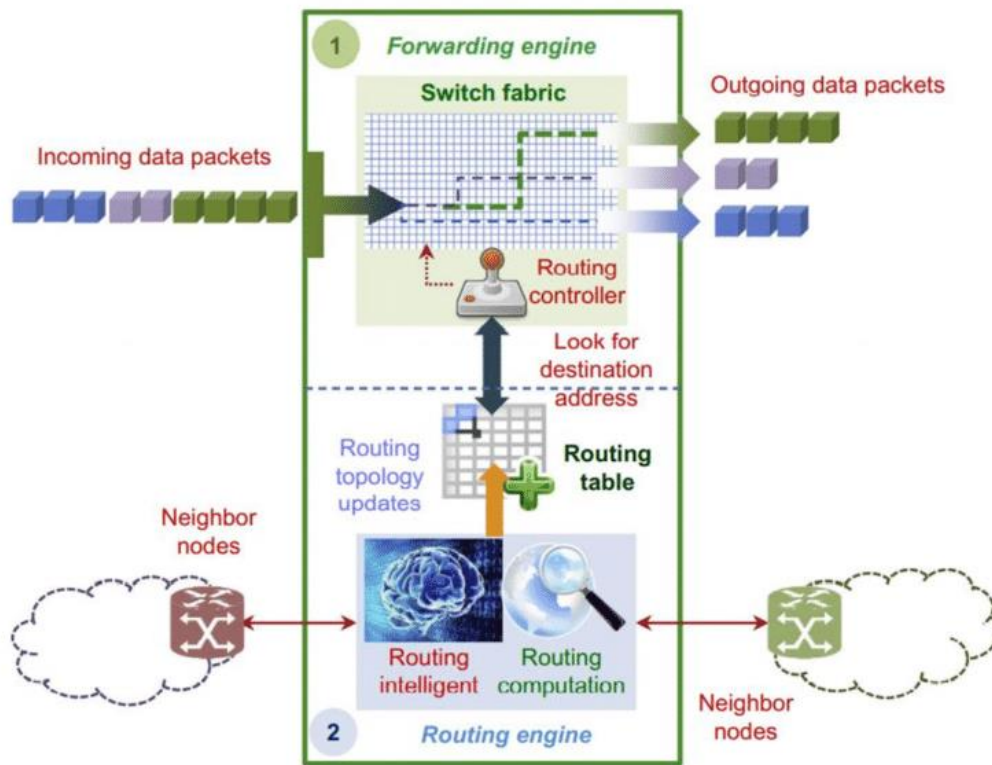 1
Forwarding engine
Switch fabric
Outgoing data packets
Incoming data packets
Routing
controller
Look for
destination
address
Routing
topology
updates
Routing
table
Neighbor
nodes
Routing
intelligent
Routing
computation
Neighbor
nodes
2
Routing engine